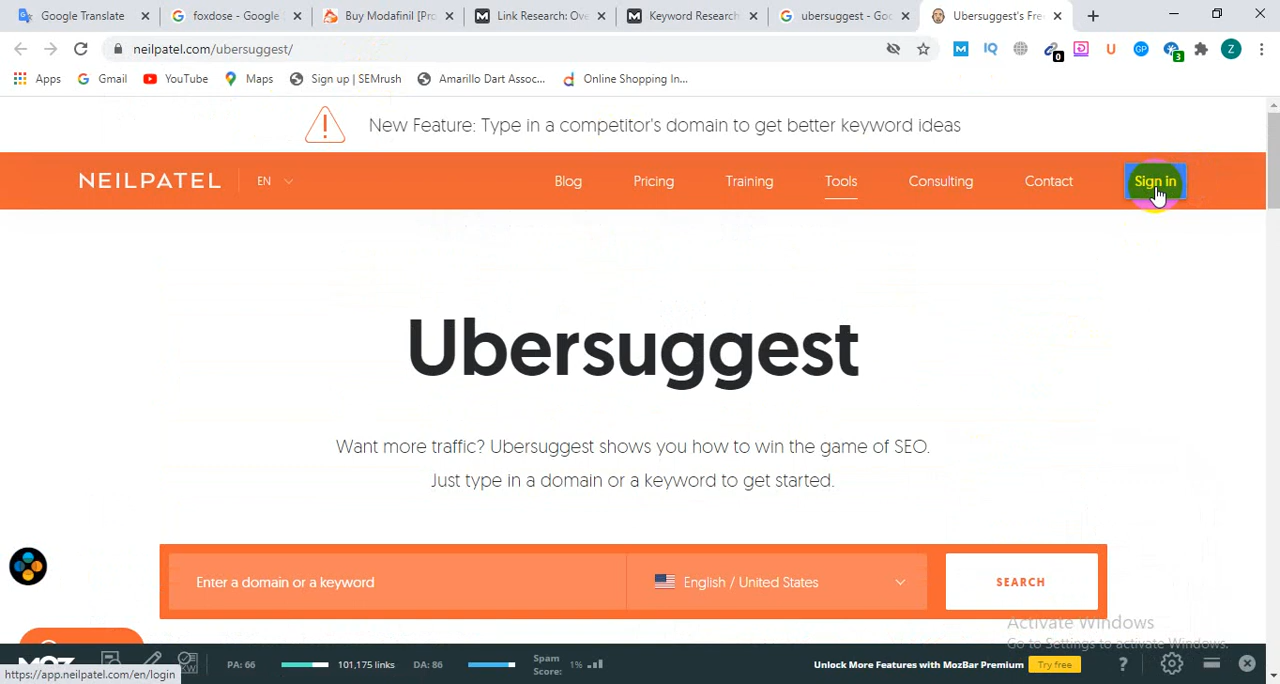 Google Translate
foxdose - Google
Buy Modafinil [Pro
Link Research: Ove
Keyword Research
ubersuggest - Goo
Ubersuggest's Fre
neilpatel.com/ubersuggest/
IQ
0
U
GP
3
Z
Apps
Gmail
YouTube
Maps
Sign up | SEMrush
Amarillo Dart Assoc...
Online Shopping In...
New Feature: Type in a competitor's domain to get better keyword ideas
NEILPATEL
EN
Blog
Pricing
Training
Tools
Consulting
Contact
Sign in
Ubersuggest
Want more traffic? Ubersuggest shows you how to win the game of SEO.
Just type in a domain or a keyword to get started.
Enter a domain or a keyword
English / United States
SEARCH
Activate Windows
Go to Settings to activate Windows.
MOZ
PA: 66
101,175 links
DA: 86
Spam
Score:
1%
Unlock More Features with MozBar Premium
Try free
https://app.neilpatel.com/en/login